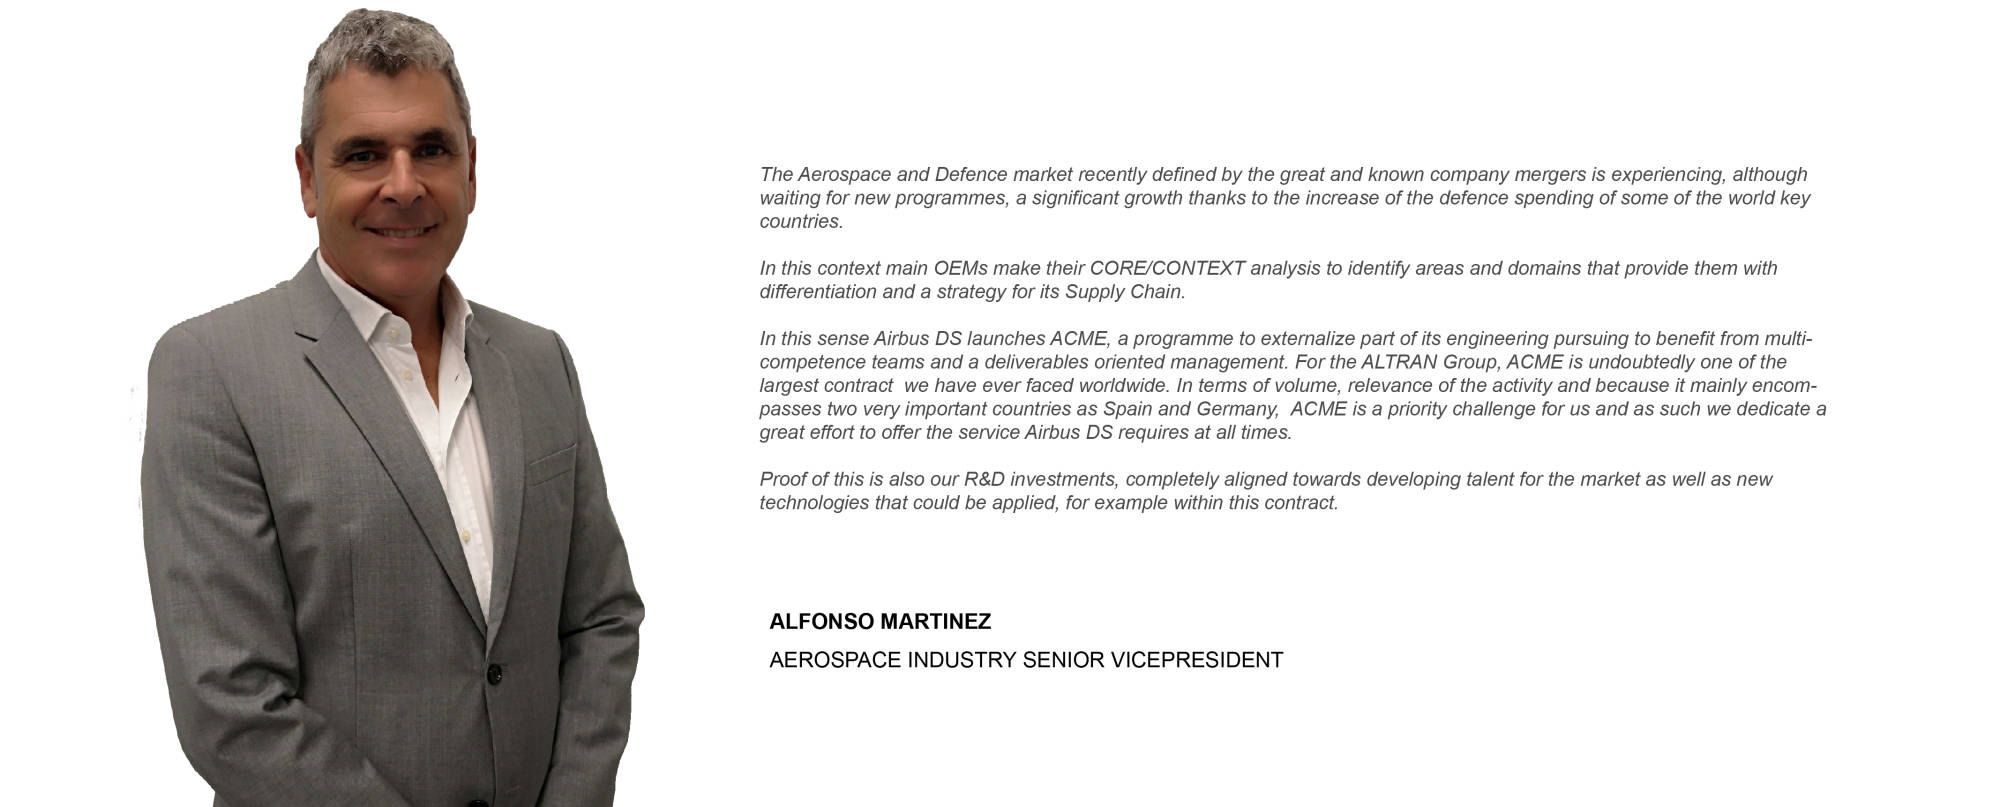 The Aerospace and Defence market recently defined by the great and known company mergers is experiencing, although
waiting for new programmes, a significant growth thanks to the increase of the defence spending of some of the world key
countries.
In this context main OEMs make their CORE/CONTEXT analysis to identify areas and domains that provide them with
differentiation and a strategy for its Supply Chain.
In this sense Airbus DS launches ACME, a programme to externalize part of its engineering pursuing to benefit from multi-
competence teams and a deliverables oriented management. For the ALTRAN Group, ACME is undoubtedly one of the
largest contract  we have ever faced worldwide. In terms of volume, relevance of the activity and because it mainly encom-
passes two very important countries as Spain and Germany,  ACME is a priority challenge for us and as such we dedicate a
great effort to offer the service Airbus DS requires at all times.
Proof of this is also our R&D investments, completely aligned towards developing talent for the market as well as new
technologies that could be applied, for example within this contract.
ALFONSO MARTINEZ
AEROSPACE INDUSTRY SENIOR VICEPRESIDENT